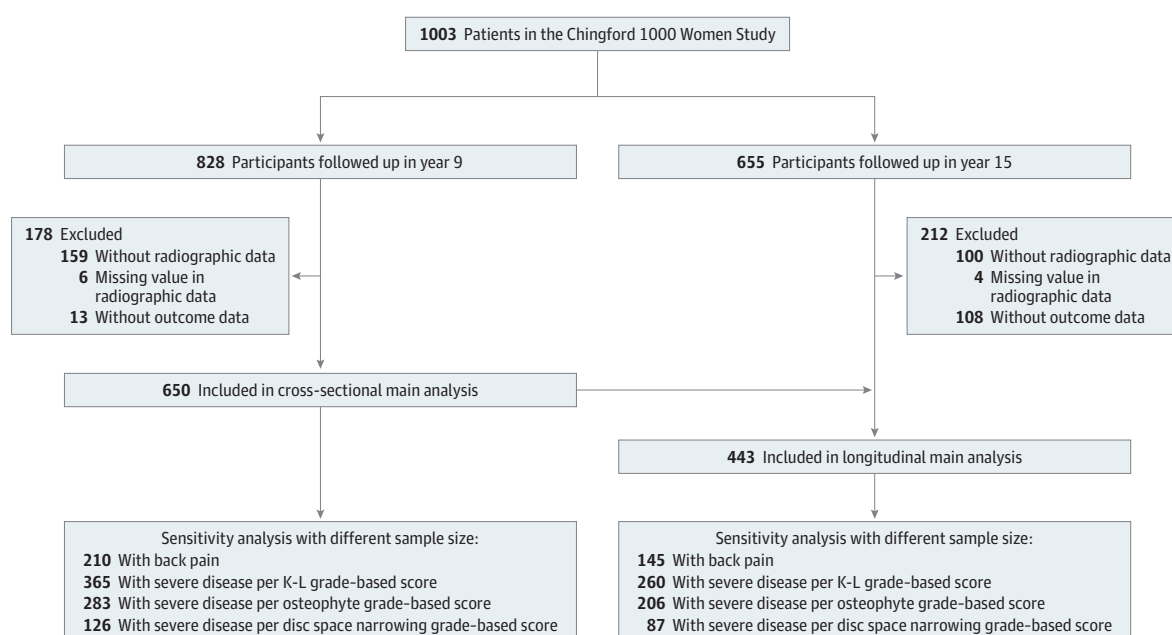 1003 Patients in the Chingford 1000 Women Study
828 Participants followed up in year 9
655 Participants followed up in year 15
178 Excluded
159 Without radiographic data
6 Missing value in
radiographic data
13 Without outcome data
212 Excluded
100 Without radiographic data
4 Missing value in
radiographic data
108 Without outcome data
650 Included in cross-sectional main analysis
443 Included in longitudinal main analysis
Sensitivity analysis with different sample size:
210 With back pain
365 With severe disease per K-L grade-based score
283 With severe disease per osteophyte grade-based score
126 With severe disease per disc space narrowing grade-based score
Sensitivity analysis with different sample size:
145 With back pain
260 With severe disease per K-L grade-based score
206 With severe disease per osteophyte grade-based score
87 With severe disease per disc space narrowing grade-based score